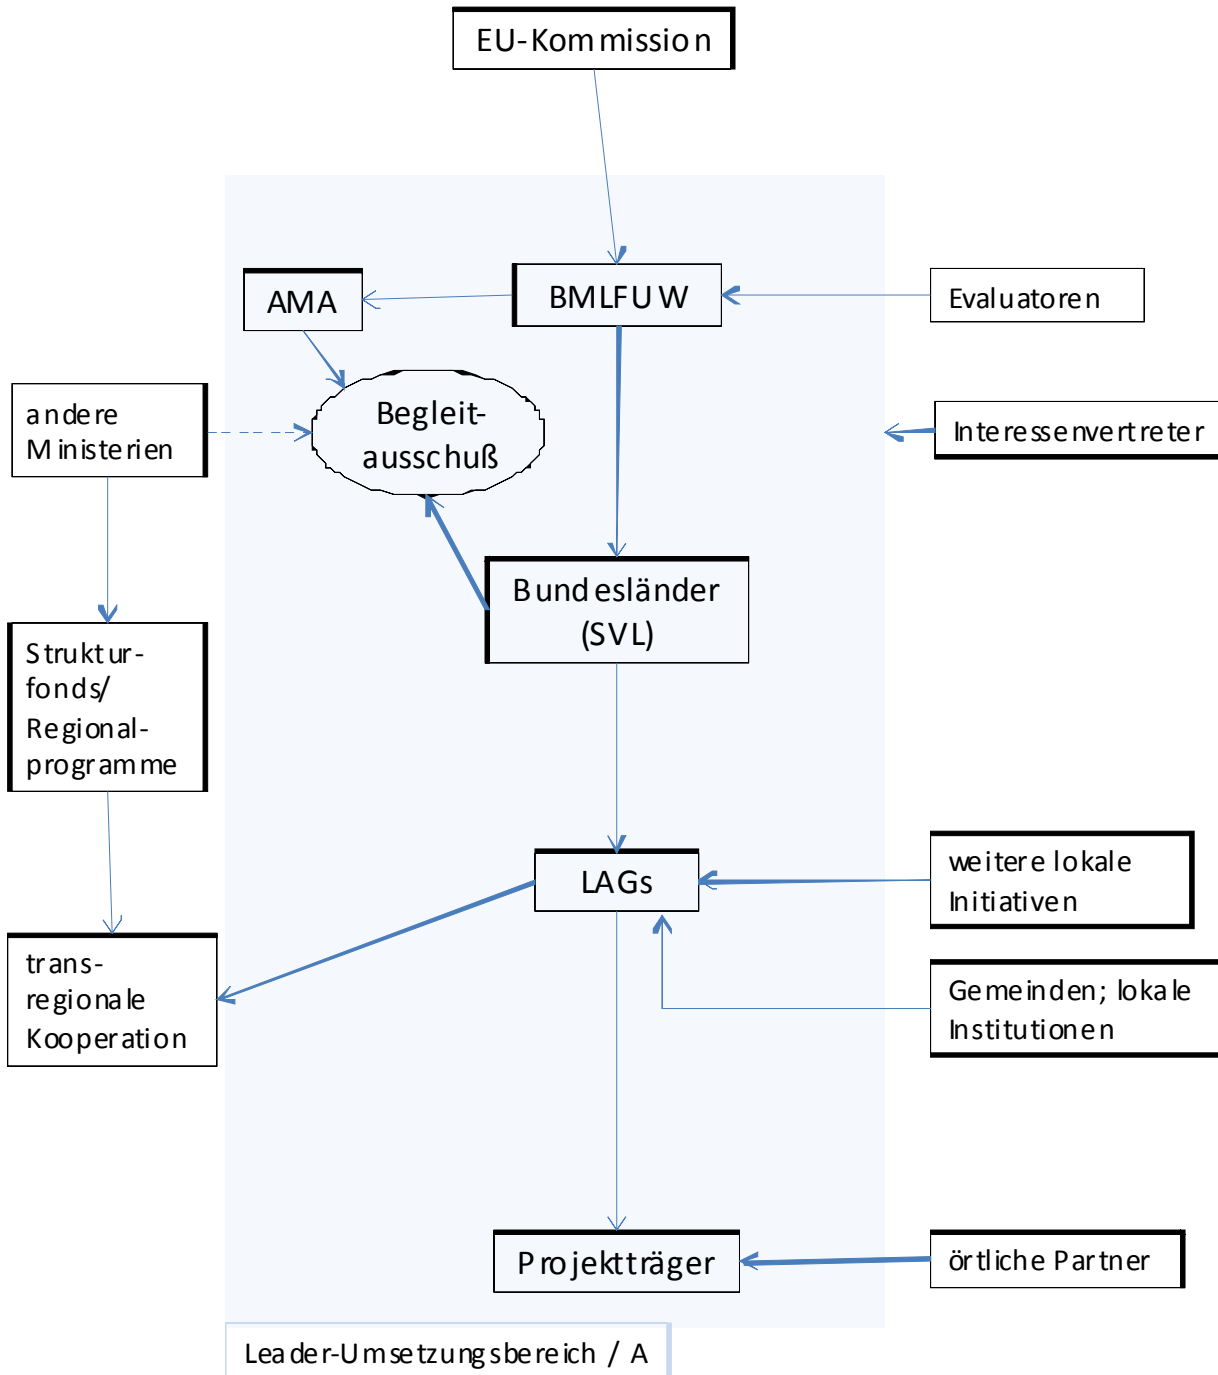 EU-Kommission
AMA
BMLFUW
Evaluatoren
andere
Ministerien
Begleit-
ausschuß
Interessenvertreter
Bundesländer
(SVL)
Struktur-
fonds/
Regional-
programme
LAGs
weitere lokale
Initiativen
trans-
regionale
Kooperation
Gemeinden; lokale
Institutionen
Projektträger
örtliche Partner
Leader-Umsetzungsbereich / A